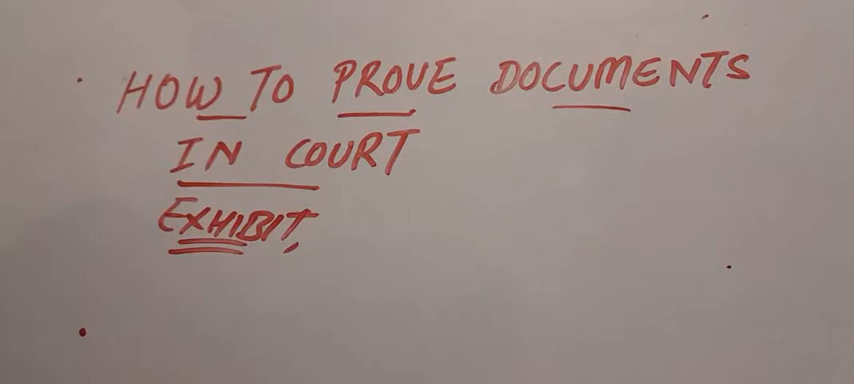 HOW TO PROVE DOCUMENTS
IN COURT
EXHIBIT,